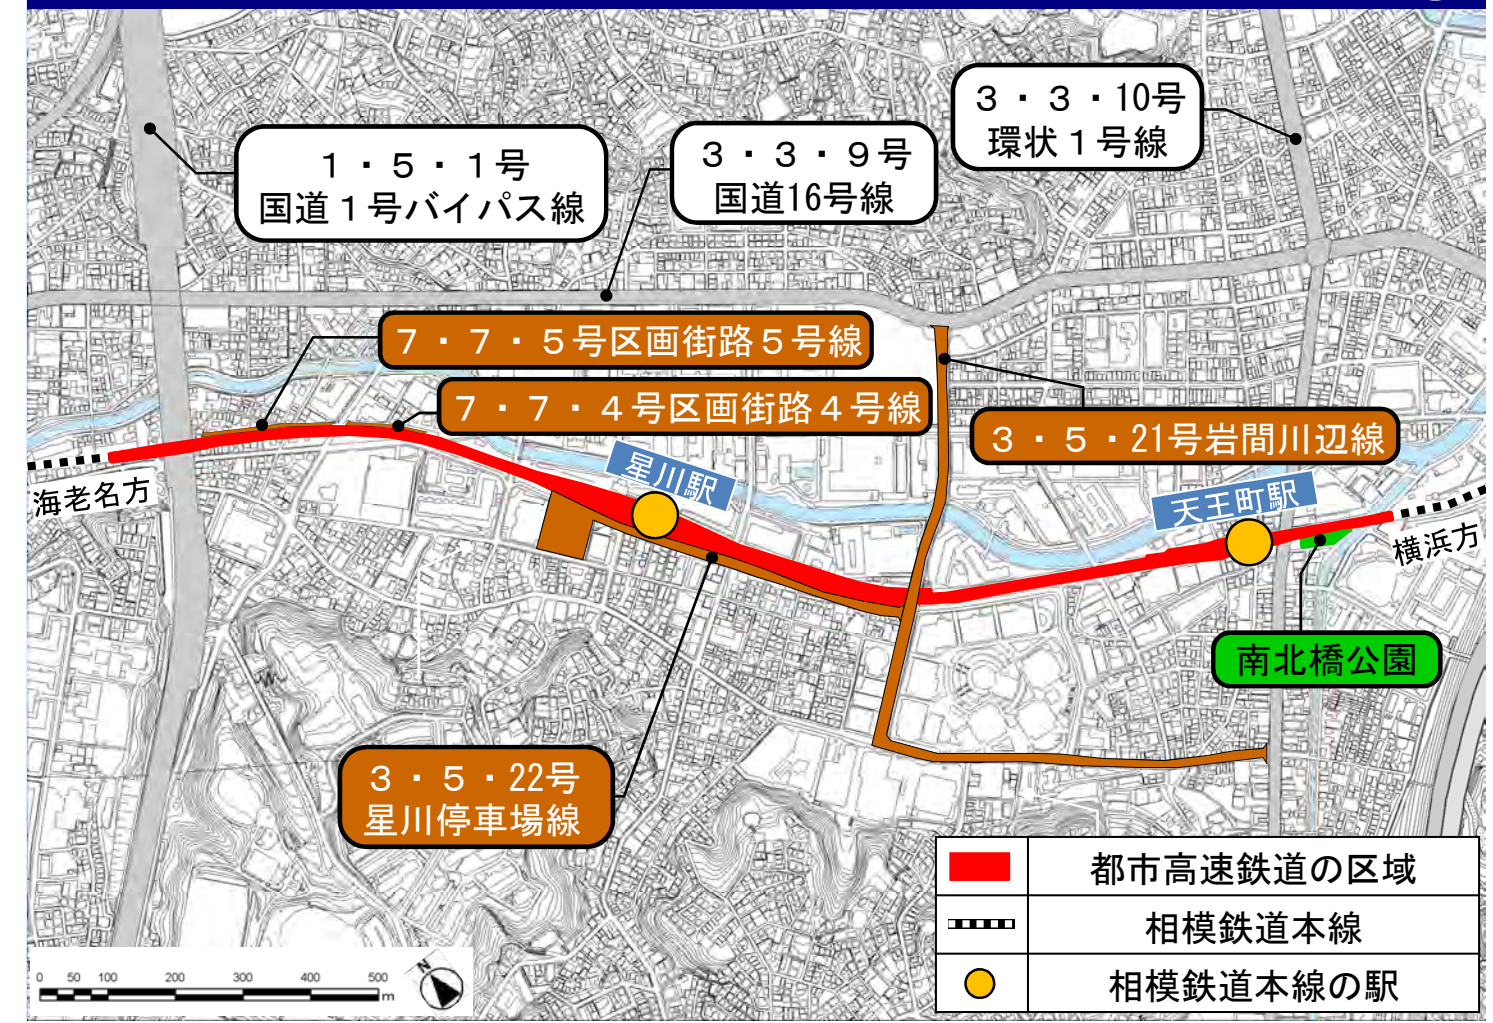 ３・３・10号
環状１号線
１・５・１号
国道１号バイパス線
３・３・９号
国道16号線
７・７・５号区画街路５号線
７・７・４号区画街路４号線
３・５・21号岩間川辺線
星川駅
天王町駅
海老名方
横浜方
南北橋公園
３・５・22号
星川停車場線
都市高速鉄道の区域
相模鉄道本線
相模鉄道本線の駅
0 50 100 200 300 400 500
m
N